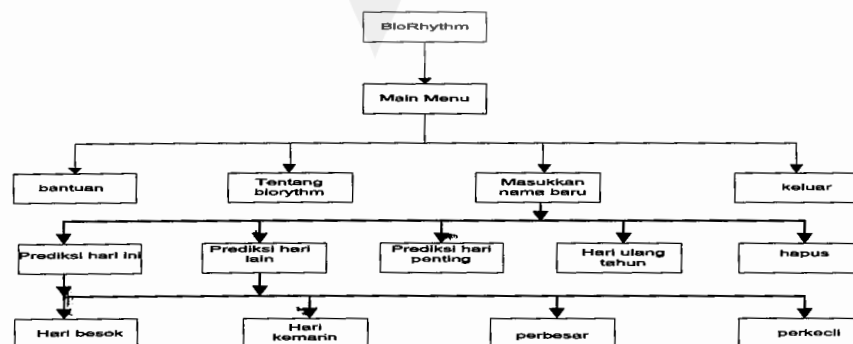 BioRhythm
Main Menu
bantuan
Tentang
biorythm
Masukkan
nama baru
keluar
Prediksi hari ini
Prediksi hari
lain
Prediksi hari
penting
Hari ulang
tahun
hapus
Hari besok
Hari
kemarin
perbesar
perkecil